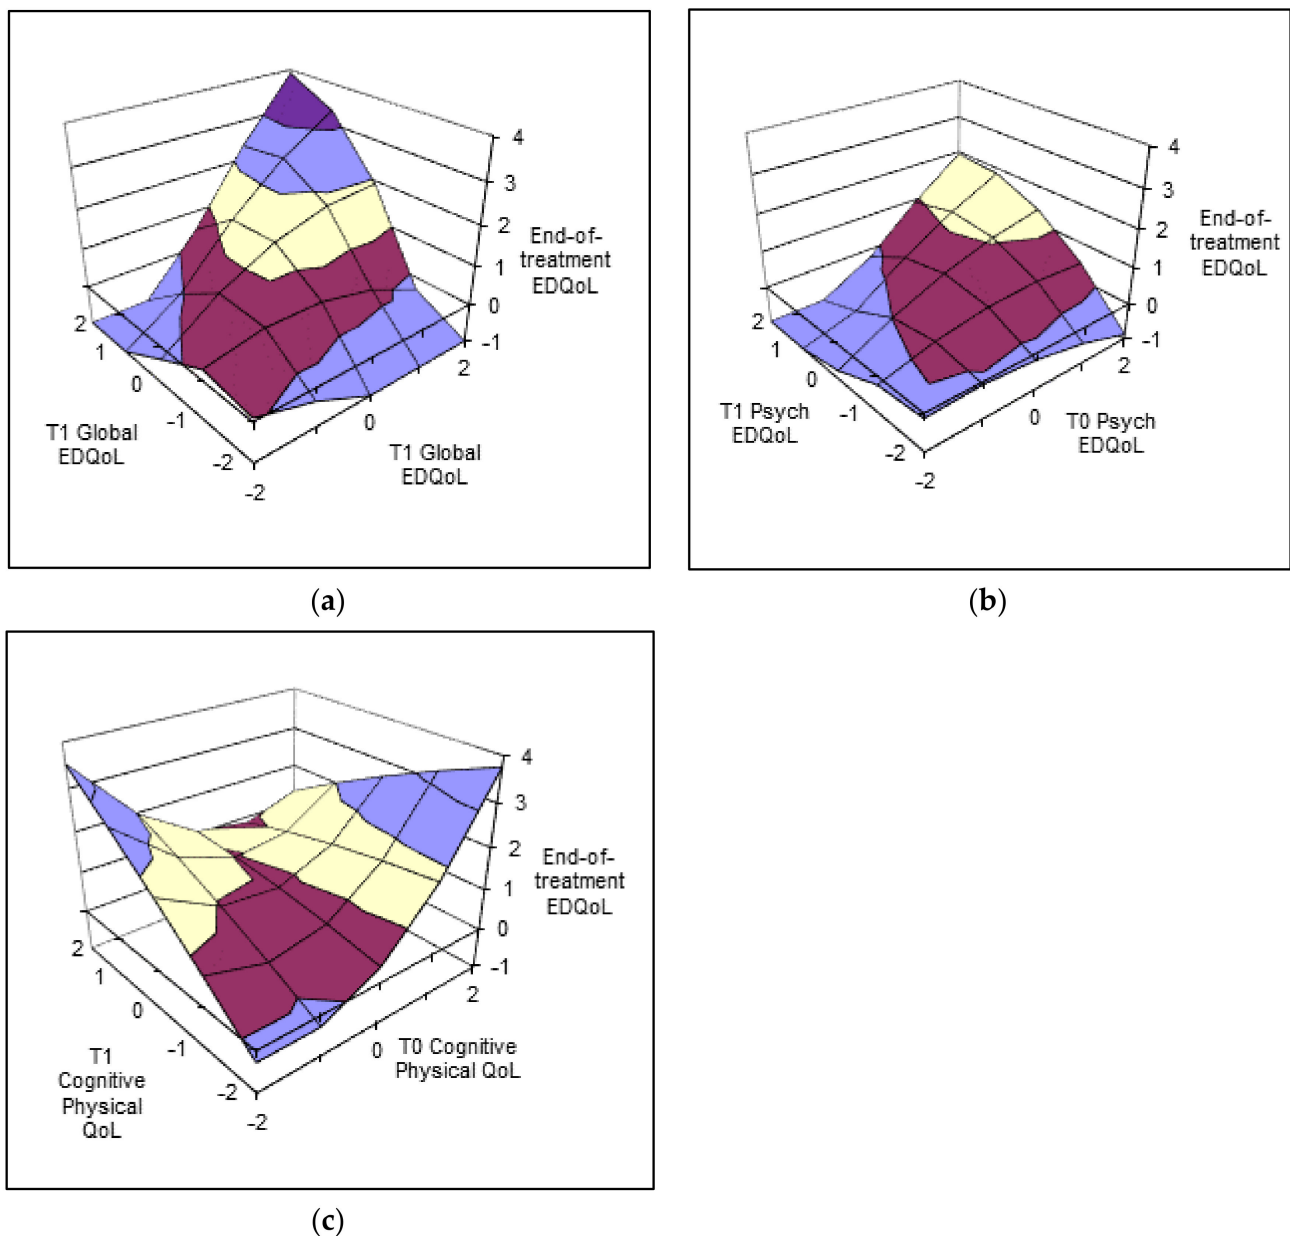 4
3
2
1
0
-1
End-of-
treatment
EDQoL
2
1
0
-1
-2
T1 Global
EDQoL
-2
0
2
T1 Global
EDQoL
(a)
4
3
2
1
0
-1
End-of-
treatment
EDQoL
2
1
0
-1
-2
T1 Psych
EDQoL
-2
0
2
T0 Psych
EDQoL
(b)
4
3
2
1
0
-1
End-of-
treatment
EDQoL
2
1
0
-1
-2
T1
Cognitive
Physical
QoL
-2
0
2
T0 Cognitive
Physical QoL
(c)